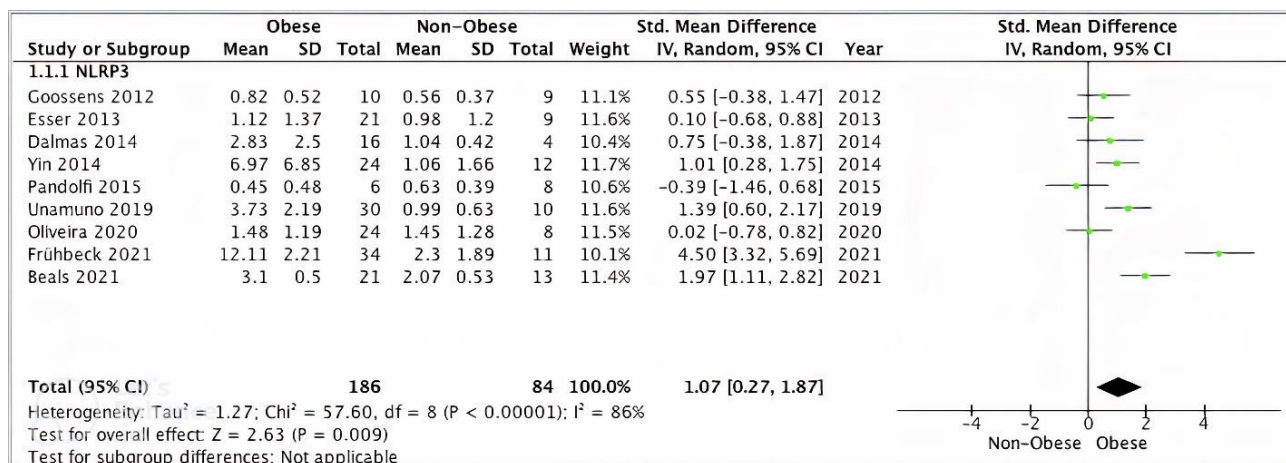 Obese Non-Obese Std. Mean Difference Std. Mean Difference
Study or Subgroup Mean SD Total Mean SD Total Weight IV, Random, 95% CI Year IV, Random, 95% CI
1.1.1 NLRP3
Goossens 2012 0.82 0.52 10 0.56 0.37 9 11.1% 0.55 [-0.38, 1.47] 2012
Esser 2013 1.12 1.37 21 0.98 1.2 9 11.6% 0.10 [-0.68, 0.88] 2013
Dalmas 2014 2.83 2.5 16 1.04 0.42 4 10.4% 0.75 [-0.38, 1.87] 2014
Yin 2014 6.97 6.85 24 1.06 1.66 12 11.7% 1.01 [0.28, 1.75] 2014
Pandolfi 2015 0.45 0.48 6 0.63 0.39 8 10.6% -0.39 [-1.46, 0.68] 2015
Unamuno 2019 3.73 2.19 30 0.99 0.63 10 11.6% 1.39 [0.60, 2.17] 2019
Oliveira 2020 1.48 1.19 24 1.45 1.28 8 11.5% 0.02 [-0.78, 0.82] 2020
Frühbeck 2021 12.11 2.21 34 2.3 1.89 11 10.1% 4.50 [3.32, 5.69] 2021
Beals 2021 3.1 0.5 21 2.07 0.53 13 11.4% 1.97 [1.11, 2.82] 2021
Total (95% CI) 186 84 100.0% 1.07 [0.27, 1.87]
Heterogeneity: Tau² = 1.27; Chi² = 57.60, df = 8 (P < 0.00001); I² = 86%
Test for overall effect: Z = 2.63 (P = 0.009)
Test for subgroup differences: Not applicable
-4 -2 0 2 4
Non-Obese Obese